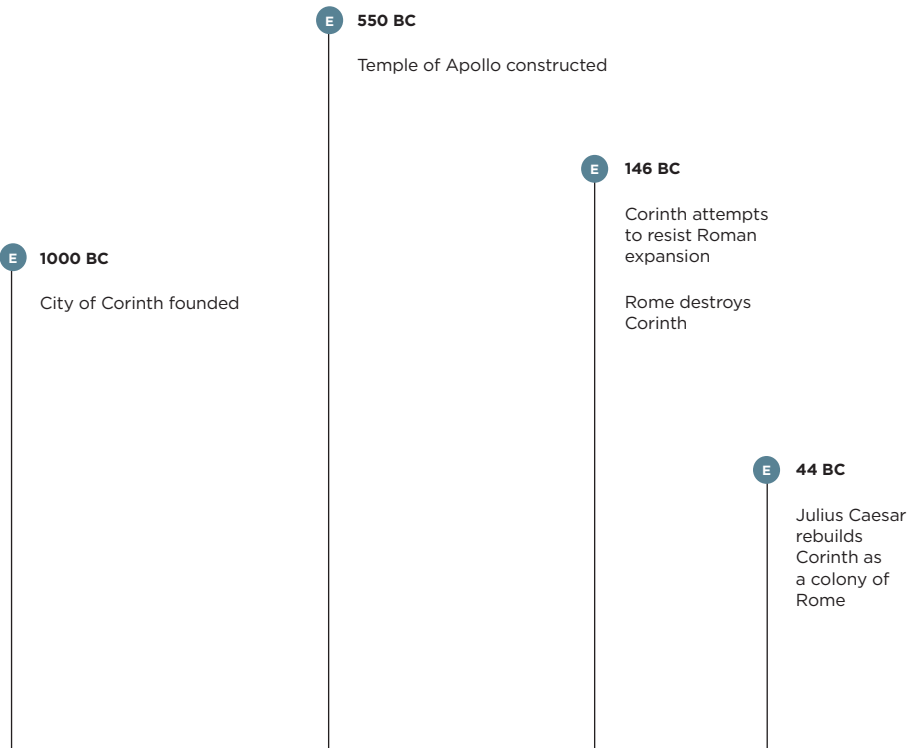 E
1000 BC
City of Corinth founded
E
550 BC
Temple of Apollo constructed
E
146 BC
Corinth attempts
to resist Roman
expansion
Rome destroys
Corinth
E
44 BC
Julius Caesar
rebuilds
Corinth as
a colony of
Rome